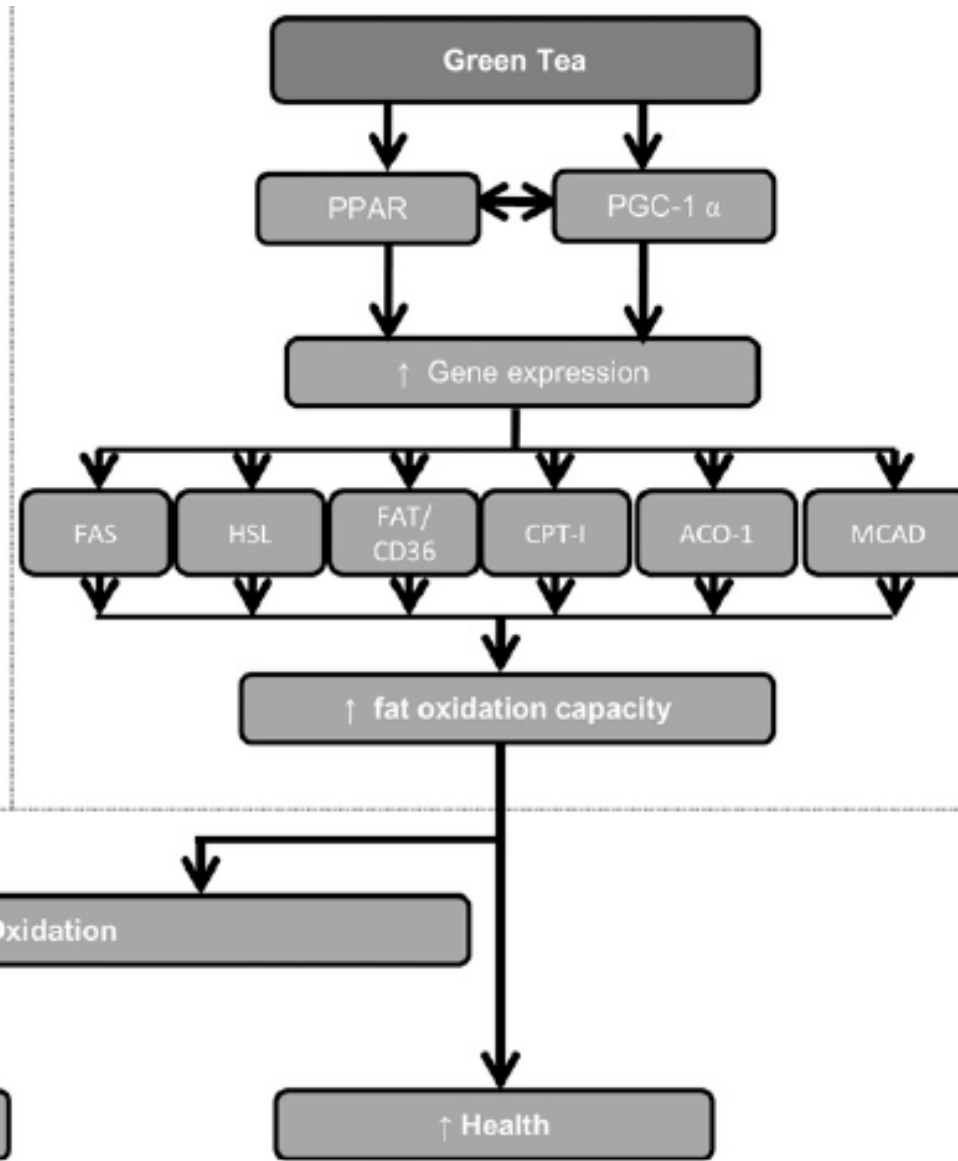 Green Tea
PPAR
PGC-1 α
↑ Gene expression
FAS
HSL
FAT/
CD36
CPT-I
ACO-1
MCAD
↑ fat oxidation capacity
Oxidation
↑ Health